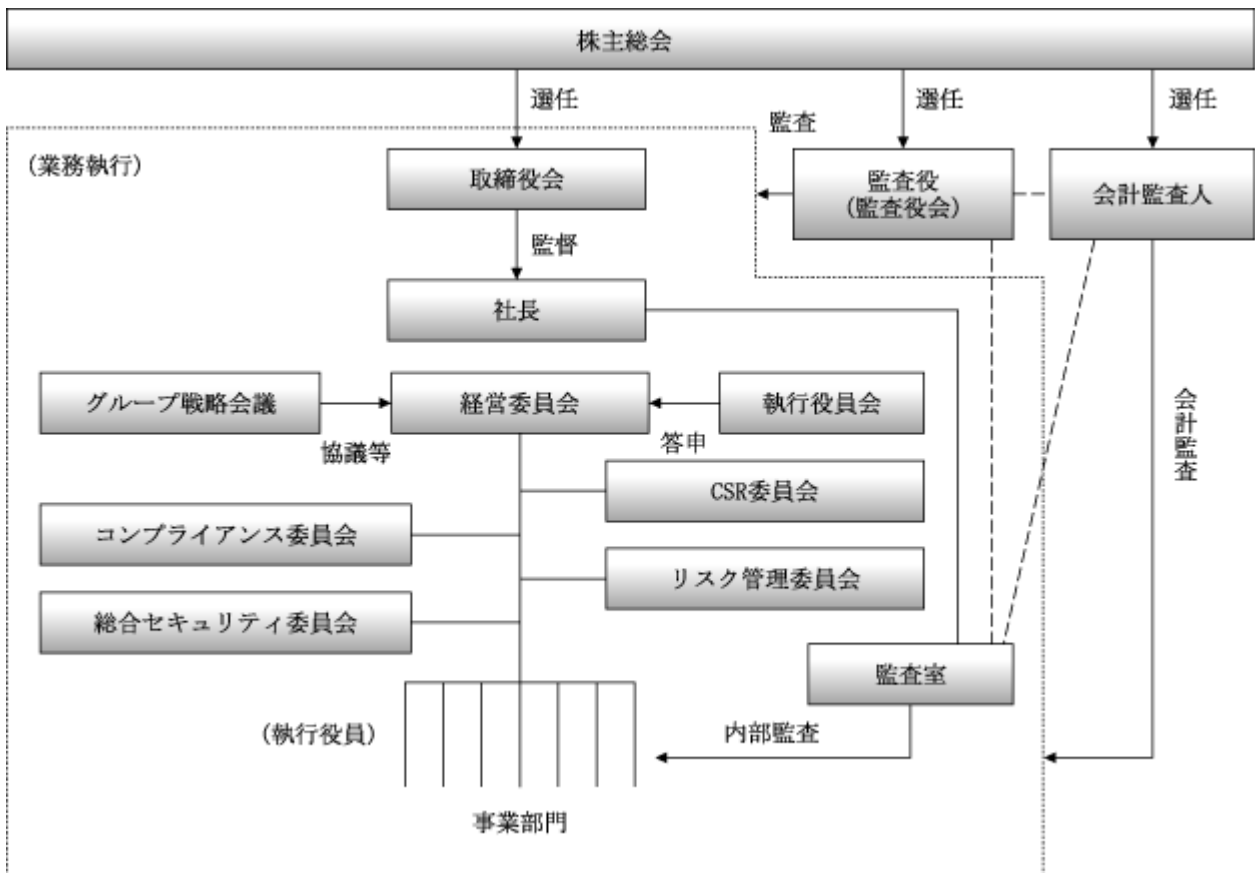 株主総会
選任
選任
選任
監査
(業務執行)
取締役会
監査役
(監査役会)
会計監査人
監督
社長
グループ戦略会議
経営委員会
執行役員会
協議等
答申
会計監査
CSR委員会
コンプライアンス委員会
リスク管理委員会
総合セキュリティ委員会
監査室
(執行役員)
内部監査
事業部門